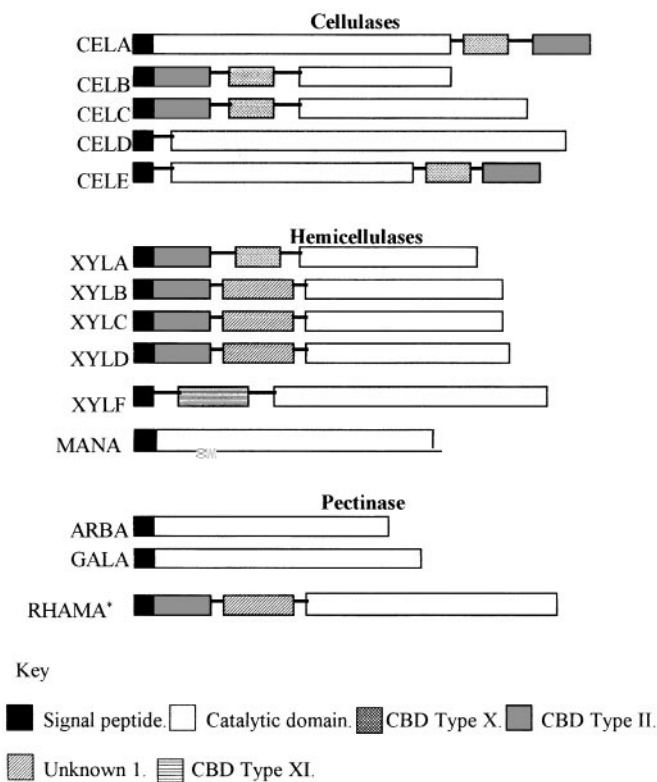 Cellulases
CELA
CELB
CELC
CELD
CELE
Hemicellulases
XYLA
XYLB
XYLC
XYLD
XYLF
MANA
Pectinase
ARBA
GALA
RHAMA*
Key
Signal peptide. Catalytic domain. CBD Type X. CBD Type II.
Unknown 1. CBD Type XI.